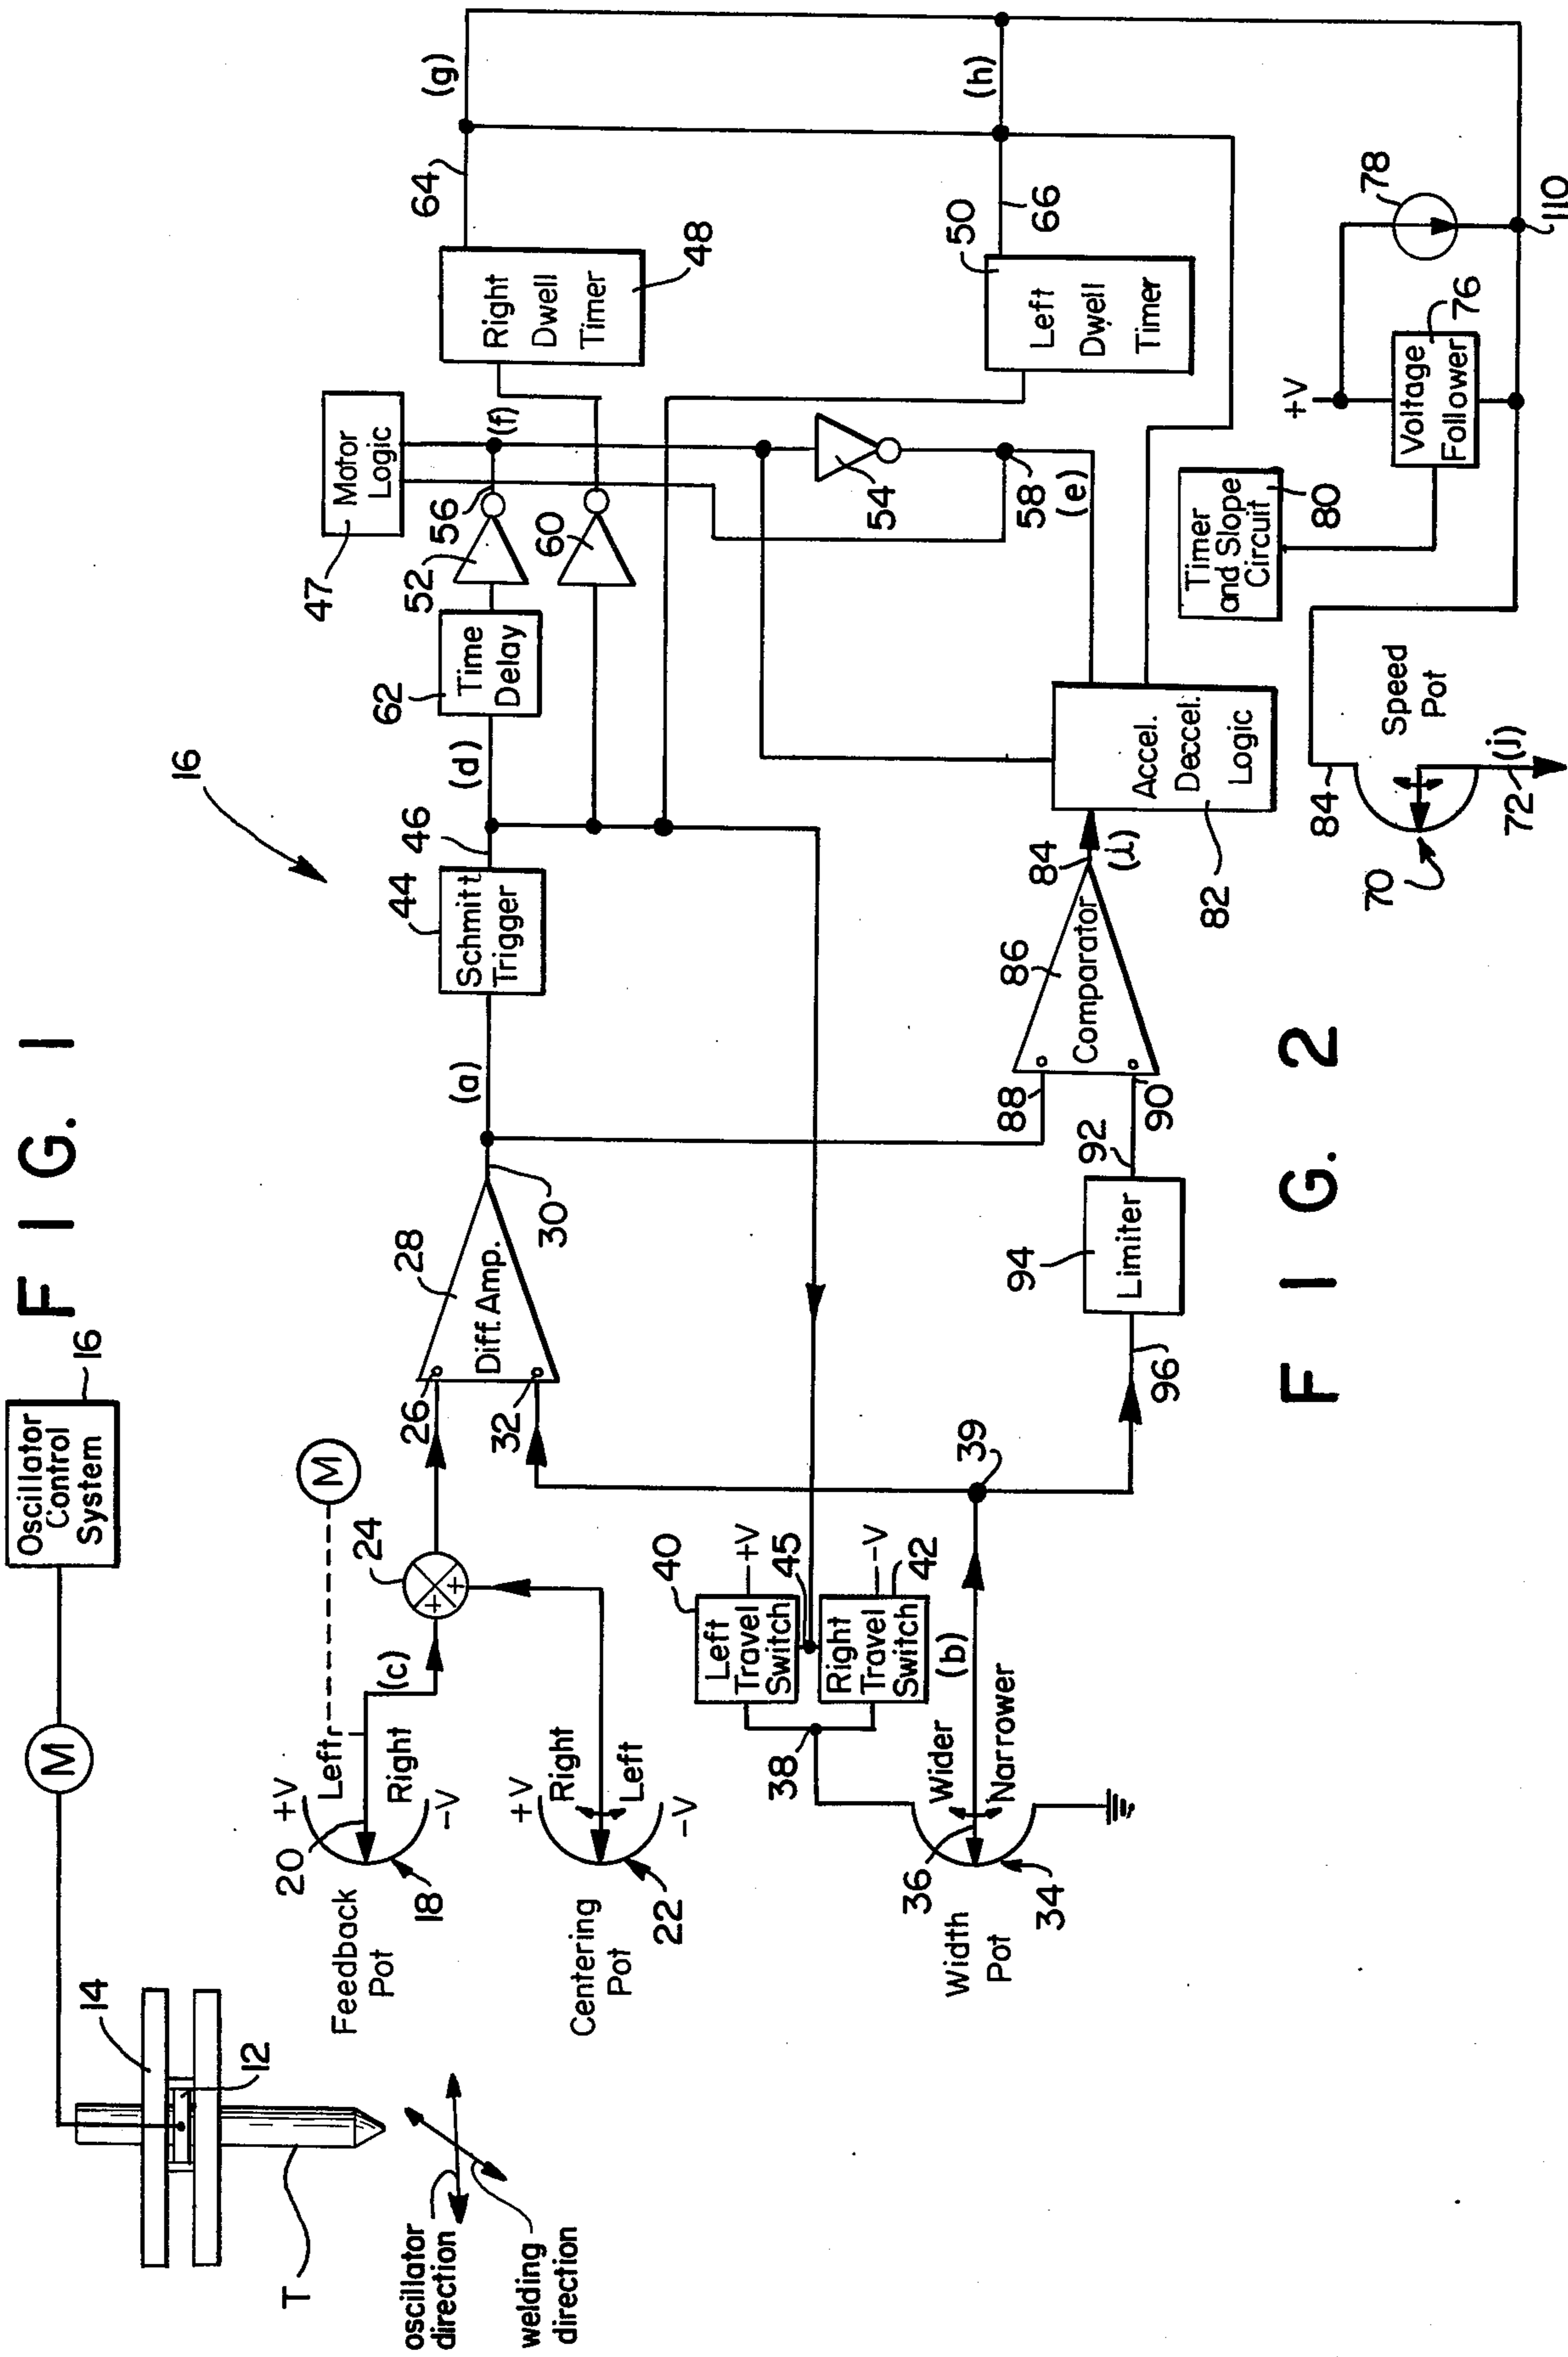 FIG. 1
Oscillator
Control
System
16
M
14
12
T
oscillator
direction
welding
direction
16
Feedback
Pot
18
20
+V
Left
Right
-V
(c)
M
24
+
+
Centering
Pot
22
+V
Right
Left
-V
26
32
28
Diff. Amp.
30
(a)
44
Schmitt
Trigger
46
(d)
62
Time
Delay
52
56
(f)
60
47
Motor
Logic
Right
Dwell
Timer
48
64
(g)
Left
Dwell
Timer
50
66
(h)
54
58
(e)
Width
Pot
34
36
Wider
Narrower
(b)
38
40
Left
Travel
Switch
+V
45
Right
Travel
Switch
-V
42
39
96
94
Limiter
92
90
88
86
Comparator
84
(i)
Accel.
Deccel.
Logic
82
Timer
and Slope
Circuit
80
+V
Voltage
Follower
76
78
110
Speed
Pot
84
70
72
(j)
FIG. 2